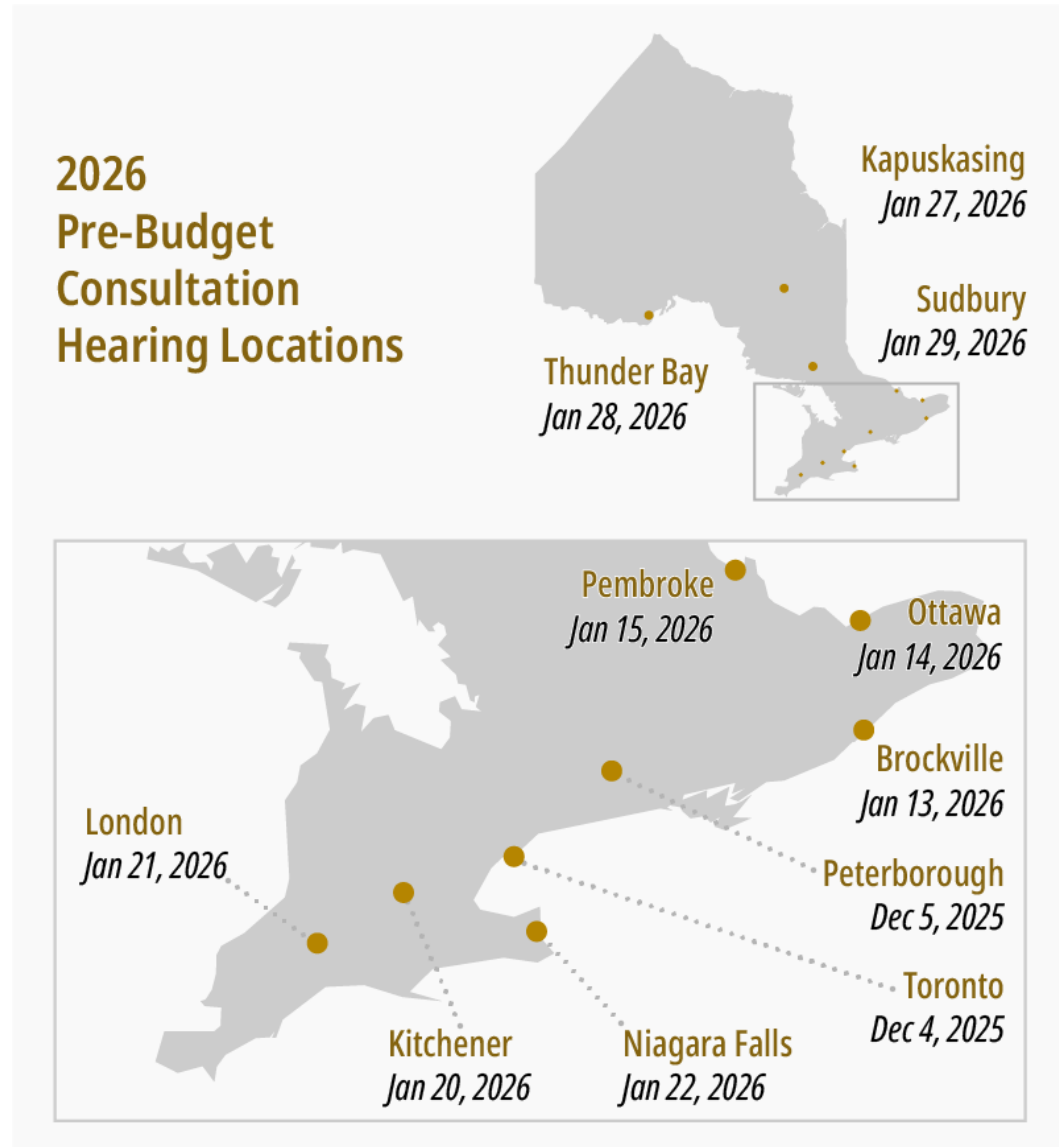 2026
Pre-Budget
Consultation
Hearing Locations
Kapuskasing
Jan 27, 2026
Sudbury
Jan 29, 2026
Thunder Bay
Jan 28, 2026
Pembroke
Jan 15, 2026
Ottawa
Jan 14, 2026
Brockville
Jan 13, 2026
London
Jan 21, 2026
Peterborough
Dec 5, 2025
Toronto
Dec 4, 2025
Kitchener
Jan 20, 2026
Niagara Falls
Jan 22, 2026